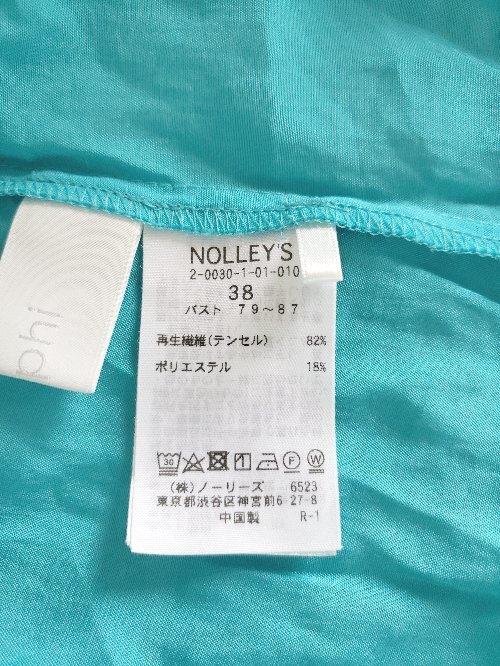 NOLLEY'S
2-0030-1-01-010
38
バスト 79~87
再生繊維(テンセル) 82%
ポリエステル 18%
30 F W
(株)ノーリーズ 6523
東京都渋谷区神宮前6-27-8
中国製 R-1
phi